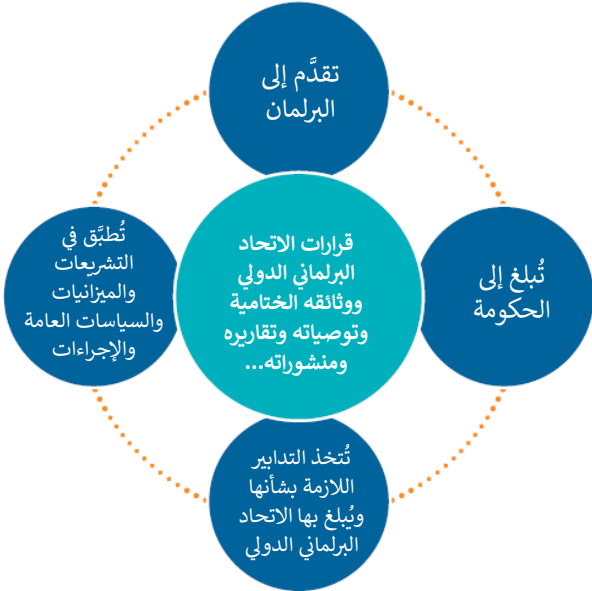 تقدَّم إلى
البرلمان
تُبلغ إلى
الحكومة
قرارات الاتحاد
البرلماني الدولي
ووثائقه الختامية
وتوصياته وتقاريره
ومنشوراته...
تُطبَّق في
التشريعات
والميزانيات
والسياسات العامة
والإجراءات
تُتخذ التدابير
اللازمة بشأنها
ويُبلغ بها الاتحاد
البرلماني الدولي